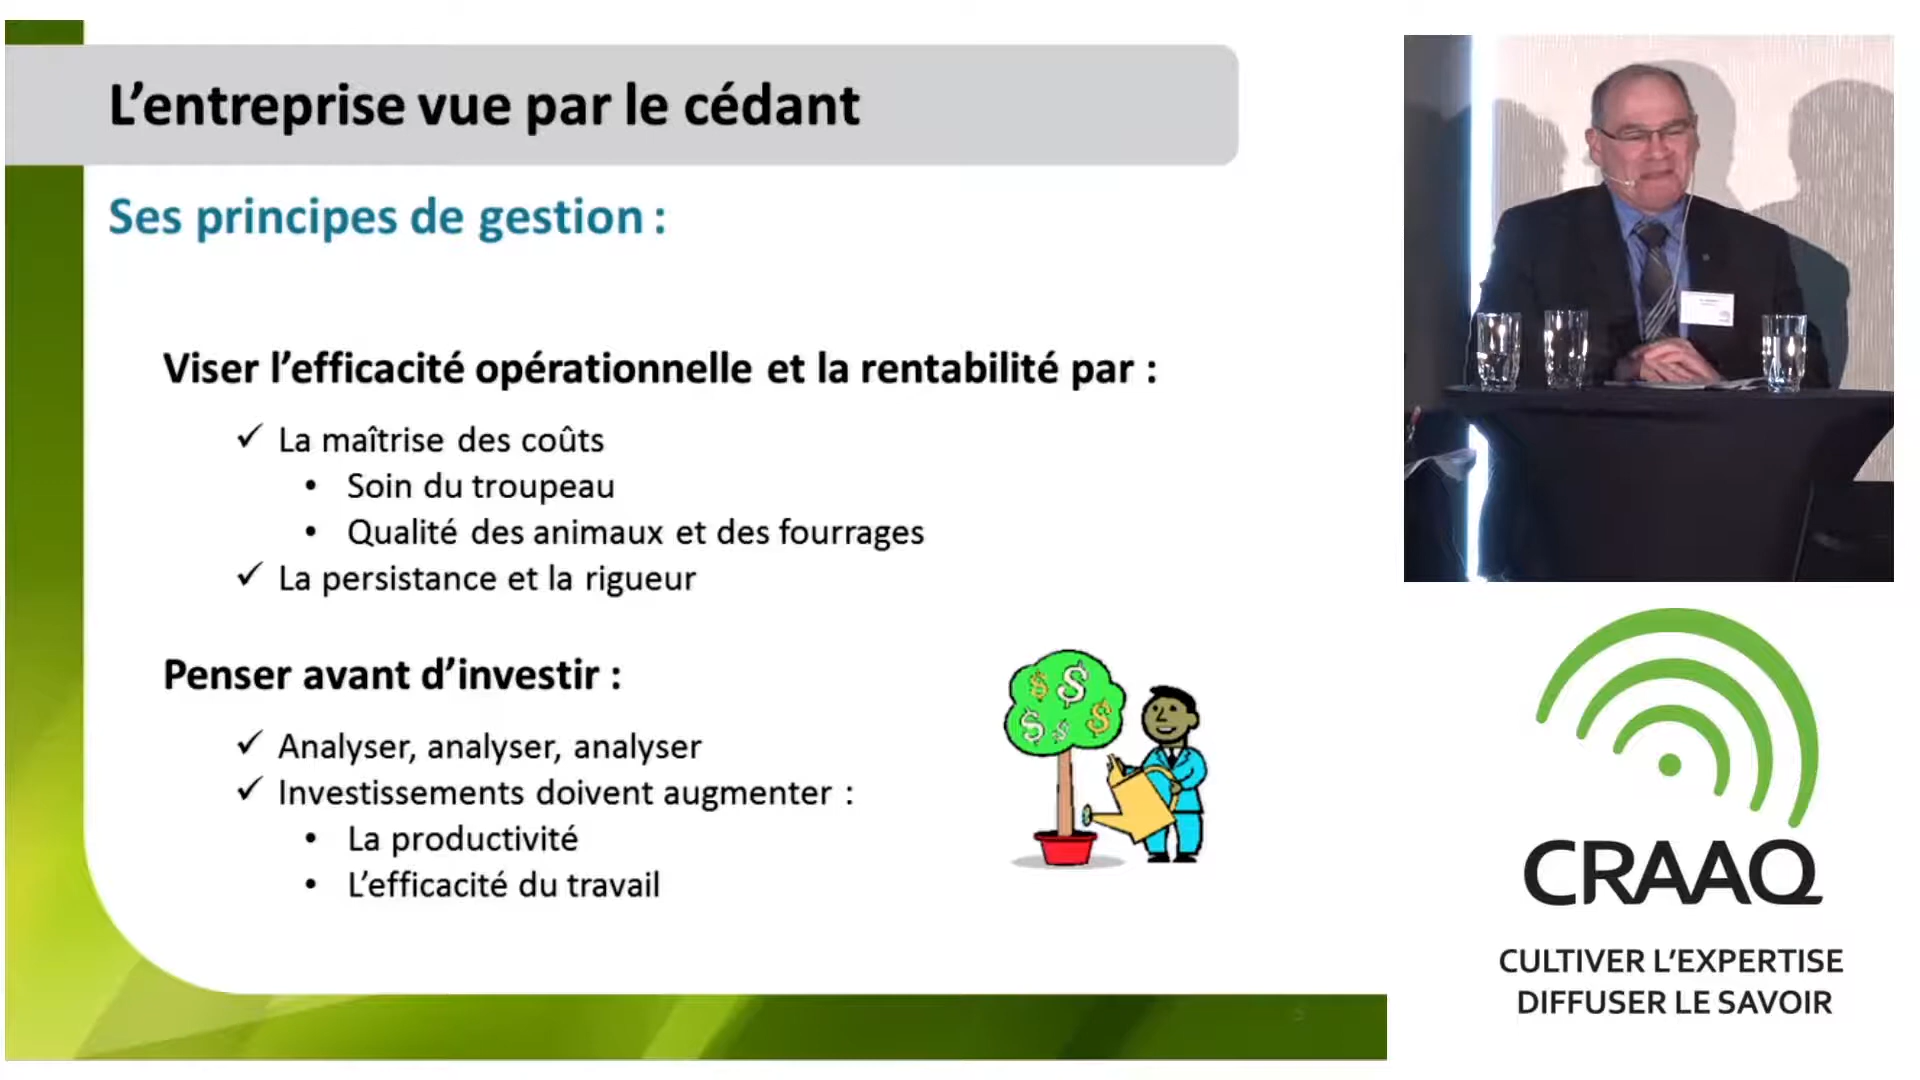 L’entreprise vue par le cédant
Ses principes de gestion :
Viser l’efficacité opérationnelle et la rentabilité par :
✓ La maîtrise des coûts
• Soin du troupeau
• Qualité des animaux et des fourrages
✓ La persistance et la rigueur
Penser avant d’investir :
✓ Analyser, analyser, analyser
✓ Investissements doivent augmenter :
• La productivité
• L’efficacité du travail
$ $ $ $ $
CRAAQ
CULTIVER L’EXPERTISE
DIFFUSER LE SAVOIR